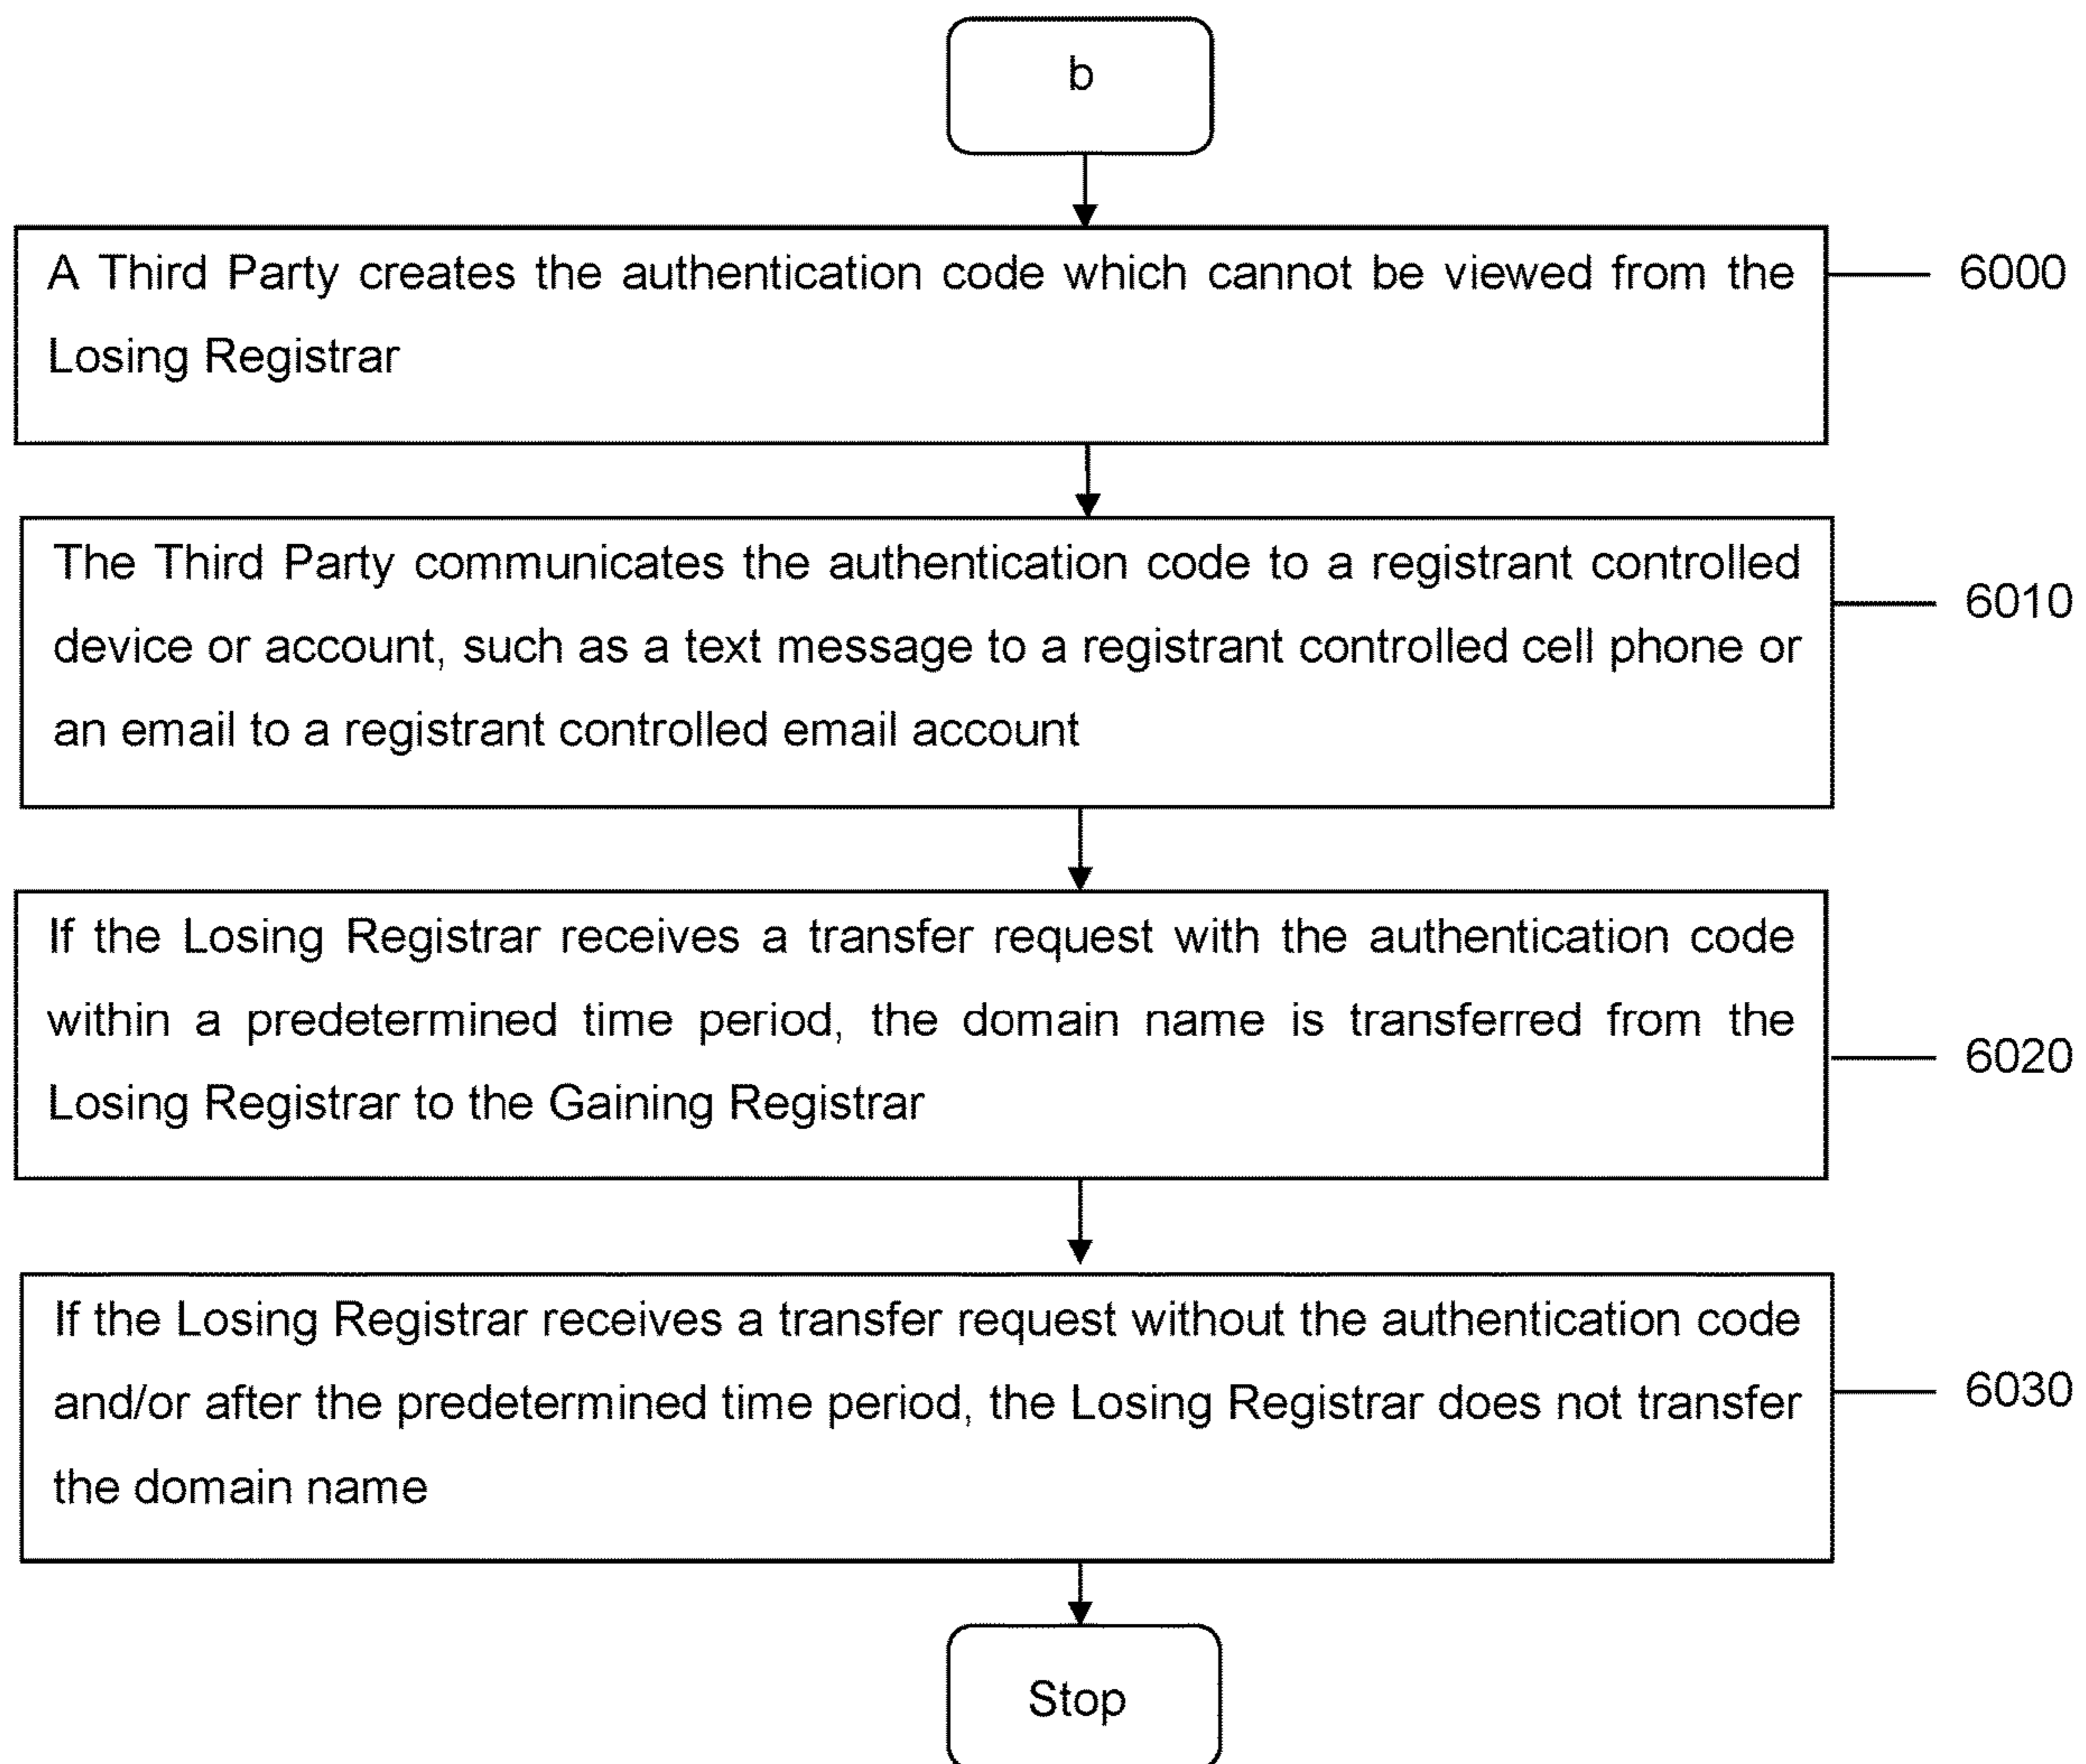 b
A Third Party creates the authentication code which cannot be viewed from the
Losing Registrar
6000
The Third Party communicates the authentication code to a registrant controlled
device or account, such as a text message to a registrant controlled cell phone or
an email to a registrant controlled email account
6010
If the Losing Registrar receives a transfer request with the authentication code
within a predetermined time period, the domain name is transferred from the
Losing Registrar to the Gaining Registrar
6020
If the Losing Registrar receives a transfer request without the authentication code
and/or after the predetermined time period, the Losing Registrar does not transfer
the domain name
6030
Stop